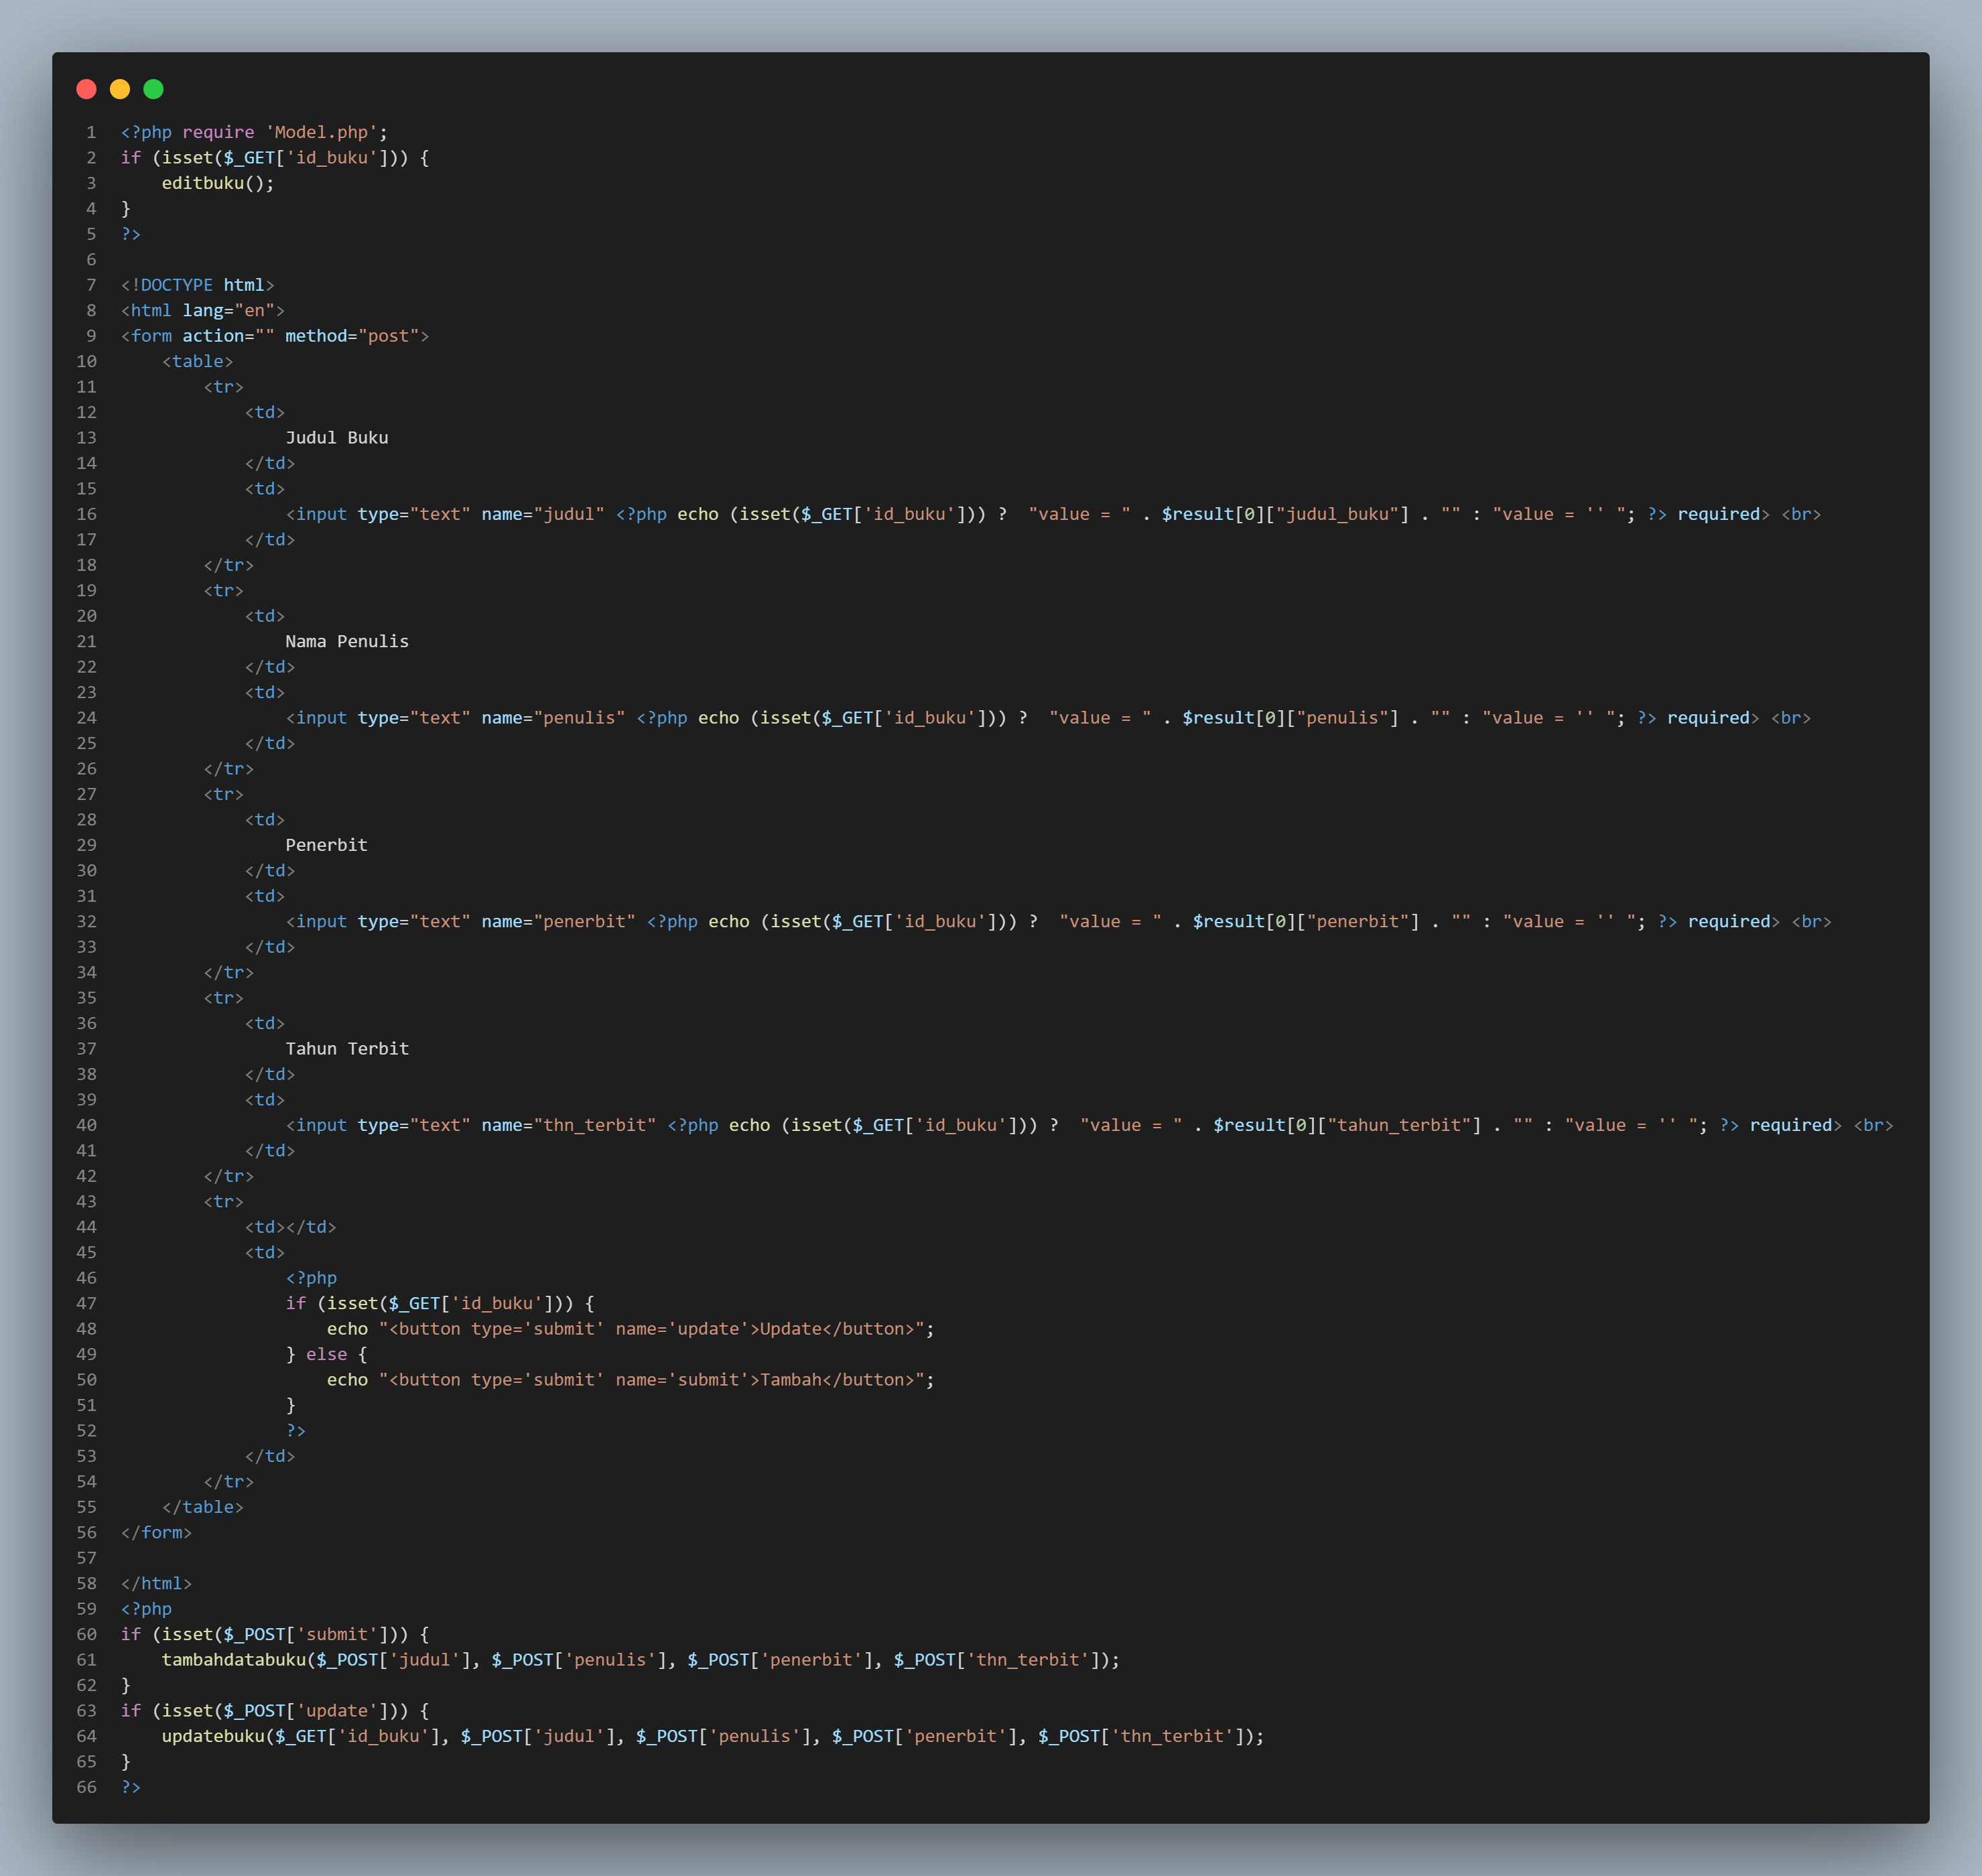 1 <?php require 'Model.php';
2 if (isset($_GET['id_buku'])) {
3     editbuku();
4 }
5 ?>
6
7 <!DOCTYPE html>
8 <html lang="en">
9 <form action="" method="post">
10     <table>
11         <tr>
12             <td>
13                 Judul Buku
14             </td>
15             <td>
16                 <input type="text" name="judul" <?php echo (isset($_GET['id_buku'])) ?  "value = " . $result[0]["judul_buku"] . "" : "value = '' "; ?> required> <br>
17             </td>
18         </tr>
19         <tr>
20             <td>
21                 Nama Penulis
22             </td>
23             <td>
24                 <input type="text" name="penulis" <?php echo (isset($_GET['id_buku'])) ?  "value = " . $result[0]["penulis"] . "" : "value = '' "; ?> required> <br>
25             </td>
26         </tr>
27         <tr>
28             <td>
29                 Penerbit
30             </td>
31             <td>
32                 <input type="text" name="penerbit" <?php echo (isset($_GET['id_buku'])) ?  "value = " . $result[0]["penerbit"] . "" : "value = '' "; ?> required> <br>
33             </td>
34         </tr>
35         <tr>
36             <td>
37                 Tahun Terbit
38             </td>
39             <td>
40                 <input type="text" name="thn_terbit" <?php echo (isset($_GET['id_buku'])) ?  "value = " . $result[0]["tahun_terbit"] . "" : "value = '' "; ?> required> <br>
41             </td>
42         </tr>
43         <tr>
44             <td></td>
45             <td>
46                 <?php
47                 if (isset($_GET['id_buku'])) {
48                     echo "<button type='submit' name='update'>Update</button>";
49                 } else {
50                     echo "<button type='submit' name='submit'>Tambah</button>";
51                 }
52                 ?>
53             </td>
54         </tr>
55     </table>
56 </form>
57
58 </html>
59 <?php
60 if (isset($_POST['submit'])) {
61     tambahdatabuku($_POST['judul'], $_POST['penulis'], $_POST['penerbit'], $_POST['thn_terbit']);
62 }
63 if (isset($_POST['update'])) {
64     updatebuku($_GET['id_buku'], $_POST['judul'], $_POST['penulis'], $_POST['penerbit'], $_POST['thn_terbit']);
65 }
66 ?>